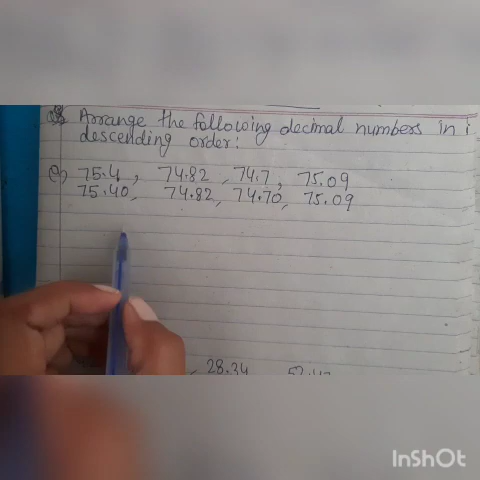 Arrange the following decimal numbers in
descending order:
e) 75.4, 74.82, 74.7, 75.09
75.40, 74.82, 74.70, 75.09
, 28.34
InShOt